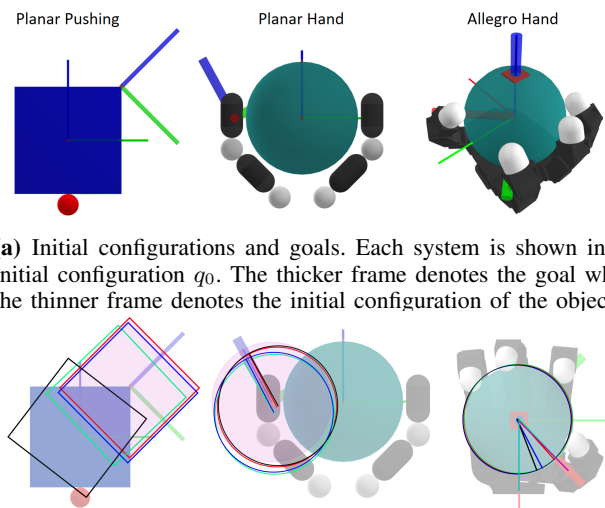 Planar Pushing Planar Hand Allegro Hand
a) Initial configurations and goals. Each system is shown in
nitial configuration q₀. The thicker frame denotes the goal wh
he thinner frame denotes the initial configuration of the objec